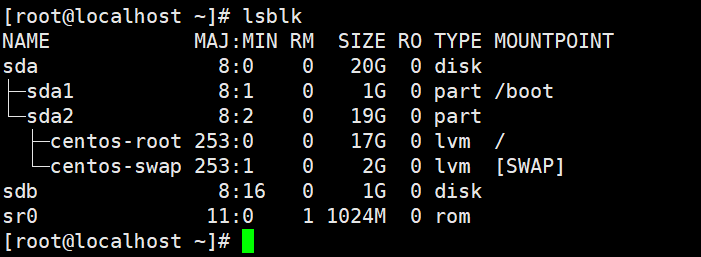 [root@localhost ~]# lsblk
NAME            MAJ:MIN RM   SIZE RO TYPE MOUNTPOINT
sda               8:0    0    20G  0 disk
├─sda1            8:1    0     1G  0 part /boot
└─sda2            8:2    0    19G  0 part
  ├─centos-root 253:0    0    17G  0 lvm  /
  └─centos-swap 253:1    0     2G  0 lvm  [SWAP]
sdb               8:16   0     1G  0 disk
sr0              11:0    1  1024M  0 rom
[root@localhost ~]#